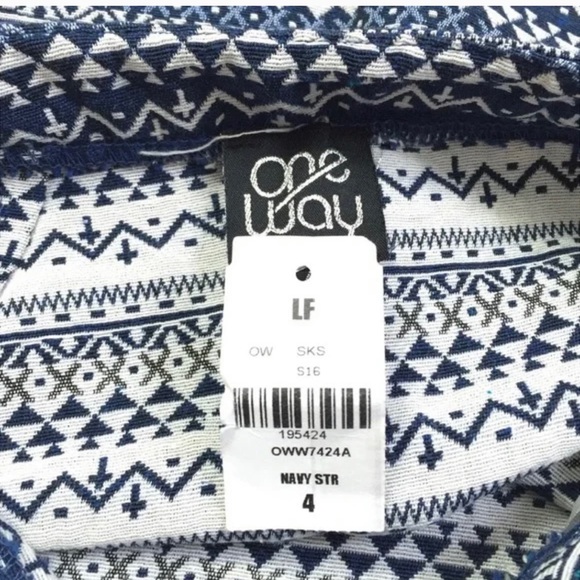 One
Way
LF
OW SKS
S16
195424
OWW7424A
NAVY STR
4